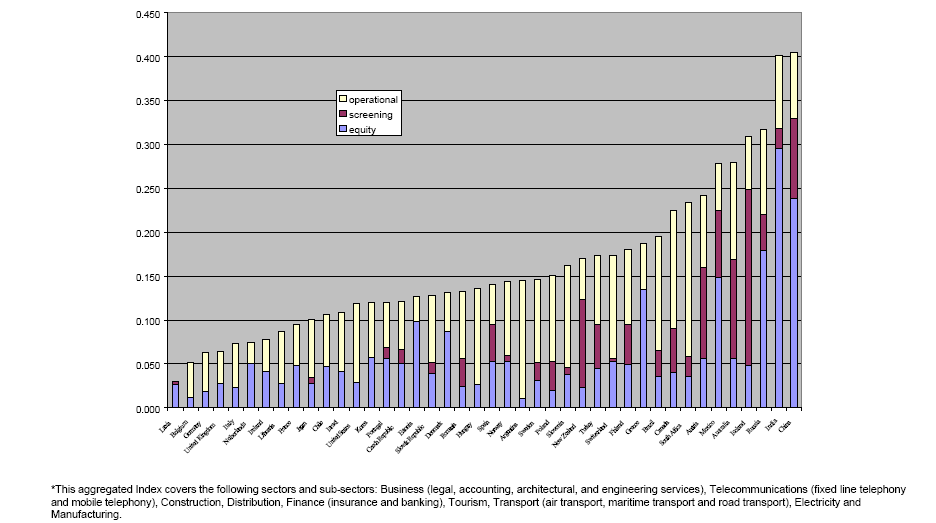 0.450
0.400
0.350
0.300
0.250
0.200
0.150
0.100
0.050
0.000
operational
screening
equity
Latvia Belgium Germany United Kingdom Italy Netherlands Ireland Lithuania France Japan Chile Israel United States Korea Portugal Czech Republic Estonia Slovak Republic Denmark Romania Hungary Spain Norway Argentina Sweden Poland Slovenia New Zealand Turkey Switzerland Finland Greece Brazil Canada South Africa Austria Mexico Australia Iceland Russia India China
*This aggregated Index covers the following sectors and sub-sectors: Business (legal, accounting, architectural, and engineering services), Telecommunications (fixed line telephony
and mobile telephony), Construction, Distribution, Finance (insurance and banking), Tourism, Transport (air transport, maritime transport and road transport), Electricity and
Manufacturing.